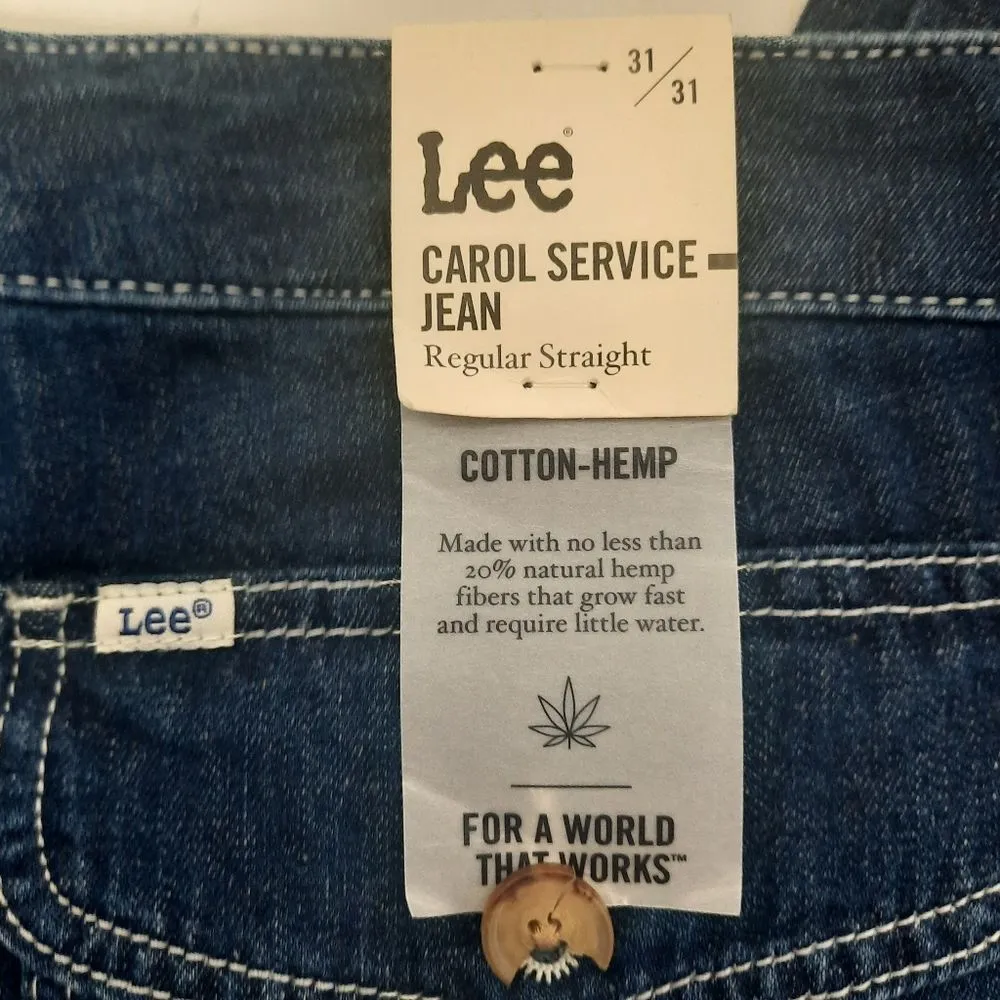 31/31
Lee®
CAROL SERVICE
JEAN
Regular Straight
COTTON-HEMP
Made with no less than
20% natural hemp
fibers that grow fast
and require little water.
Lee®
FOR A WORLD
THAT WORKS™